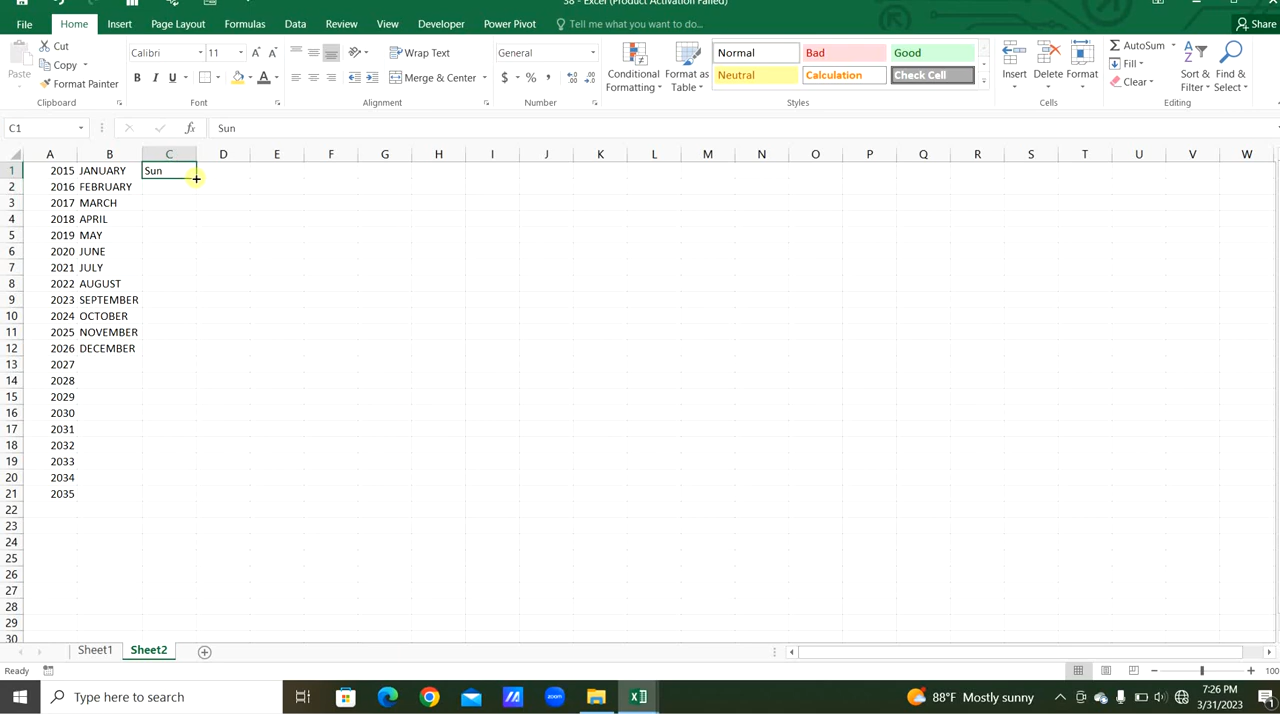 38 - Excel (Product Activation Failed)
File Home Insert Page Layout Formulas Data Review View Developer Power Pivot Tell me what you want to do... Share
Cut
Copy
Format Painter
Paste
Clipboard
Calibri 11
B I U
Font
Wrap Text
Merge & Center
Alignment
General
$ %
Number
Conditional Formatting
Format as Table
Normal Bad Good
Neutral Calculation Check Cell
Styles
Insert Delete Format
Cells
AutoSum
Fill
Clear
Sort & Filter
Find & Select
Editing
C1 fx Sun
A B C D E F G H I J K L M N O P Q R S T U V W
1 2015 JANUARY Sun
2 2016 FEBRUARY
3 2017 MARCH
4 2018 APRIL
5 2019 MAY
6 2020 JUNE
7 2021 JULY
8 2022 AUGUST
9 2023 SEPTEMBER
10 2024 OCTOBER
11 2025 NOVEMBER
12 2026 DECEMBER
13 2027
14 2028
15 2029
16 2030
17 2031
18 2032
19 2033
20 2034
21 2035
22
23
24
25
26
27
28
29
30
Sheet1 Sheet2
Ready 100
Type here to search zoom 88°F Mostly sunny 7:26 PM
3/31/2023 1